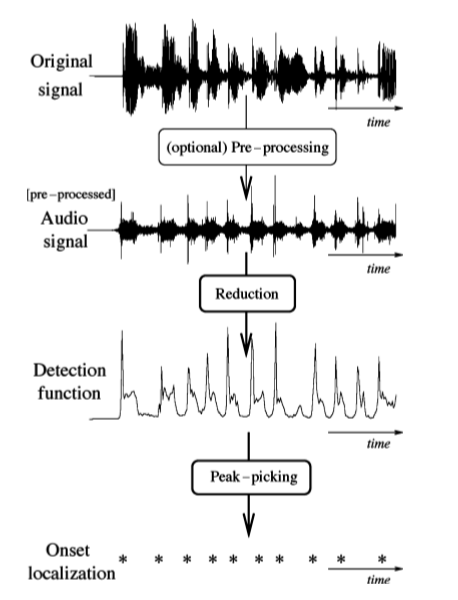 Original
signal
time
(optional) Pre-processing
[pre-processed]
Audio
signal
time
Reduction
Detection
function
time
Peak-picking
Onset
localization
* * * * * * * * * *
time